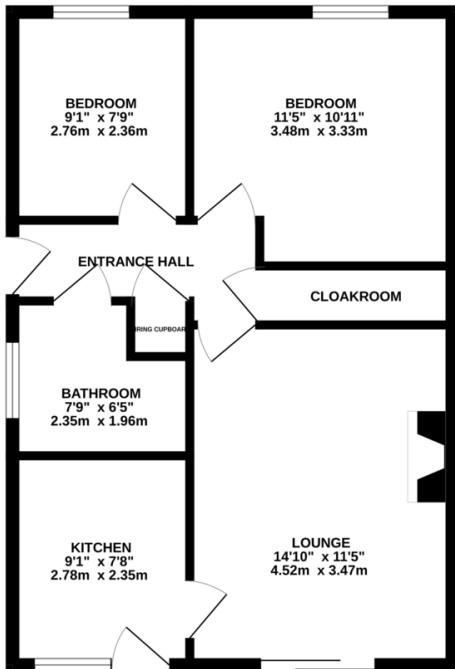 BEDROOM
9'1" x 7'9"
2.76m x 2.36m
BEDROOM
11'5" x 10'11"
3.48m x 3.33m
ENTRANCE HALL
CLOAKROOM
IRING CUPBOAR
BATHROOM
7'9" x 6'5"
2.35m x 1.96m
KITCHEN
9'1" x 7'8"
2.78m x 2.35m
LOUNGE
14'10" x 11'5"
4.52m x 3.47m